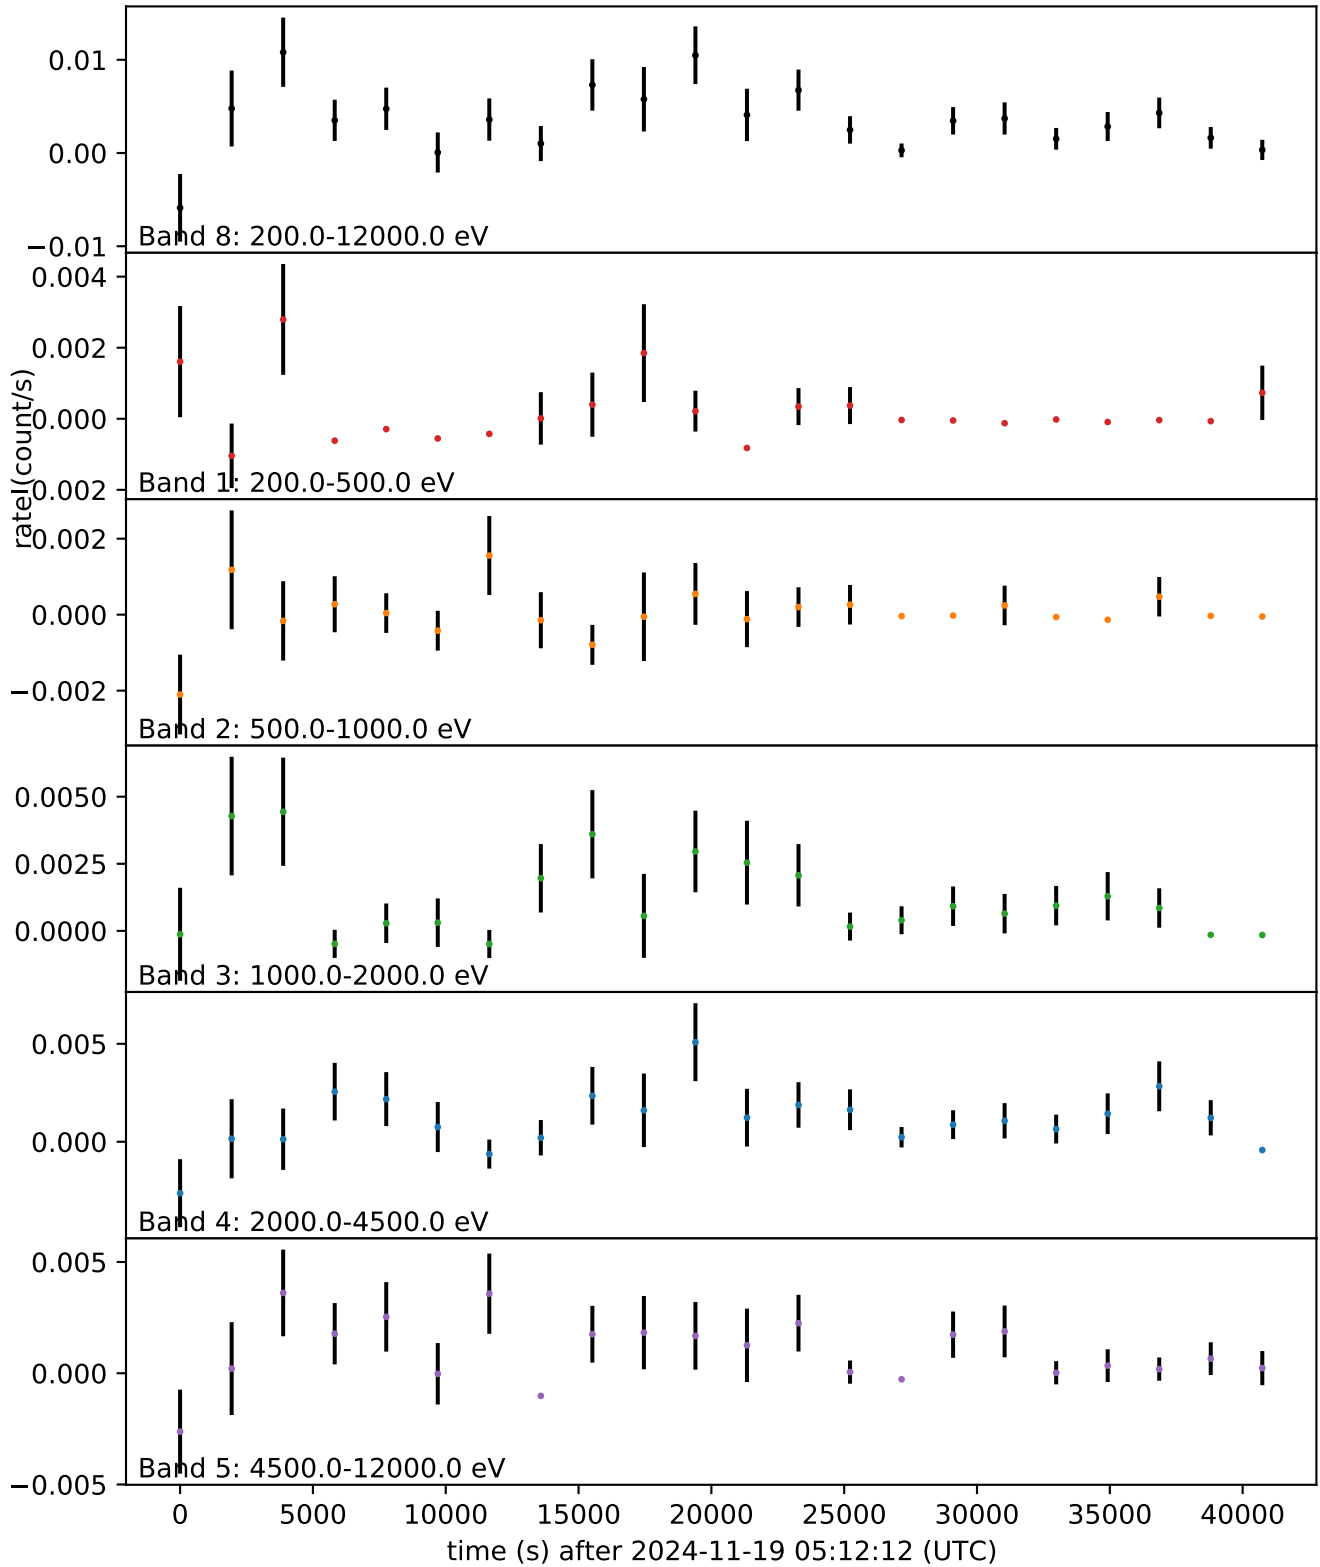 0.01
0.00
−0.01
Band 8: 200.0-12000.0 eV
0.004
0.002
0.000
0.002
Band 1: 200.0-500.0 eV
rateI(count/s)
0.002
0.000
−0.002
Band 2: 500.0-1000.0 eV
0.0050
0.0025
0.0000
Band 3: 1000.0-2000.0 eV
0.005
0.000
Band 4: 2000.0-4500.0 eV
0.005
0.000
−0.005
Band 5: 4500.0-12000.0 eV
0 5000 10000 15000 20000 25000 30000 35000 40000
time (s) after 2024-11-19 05:12:12 (UTC)